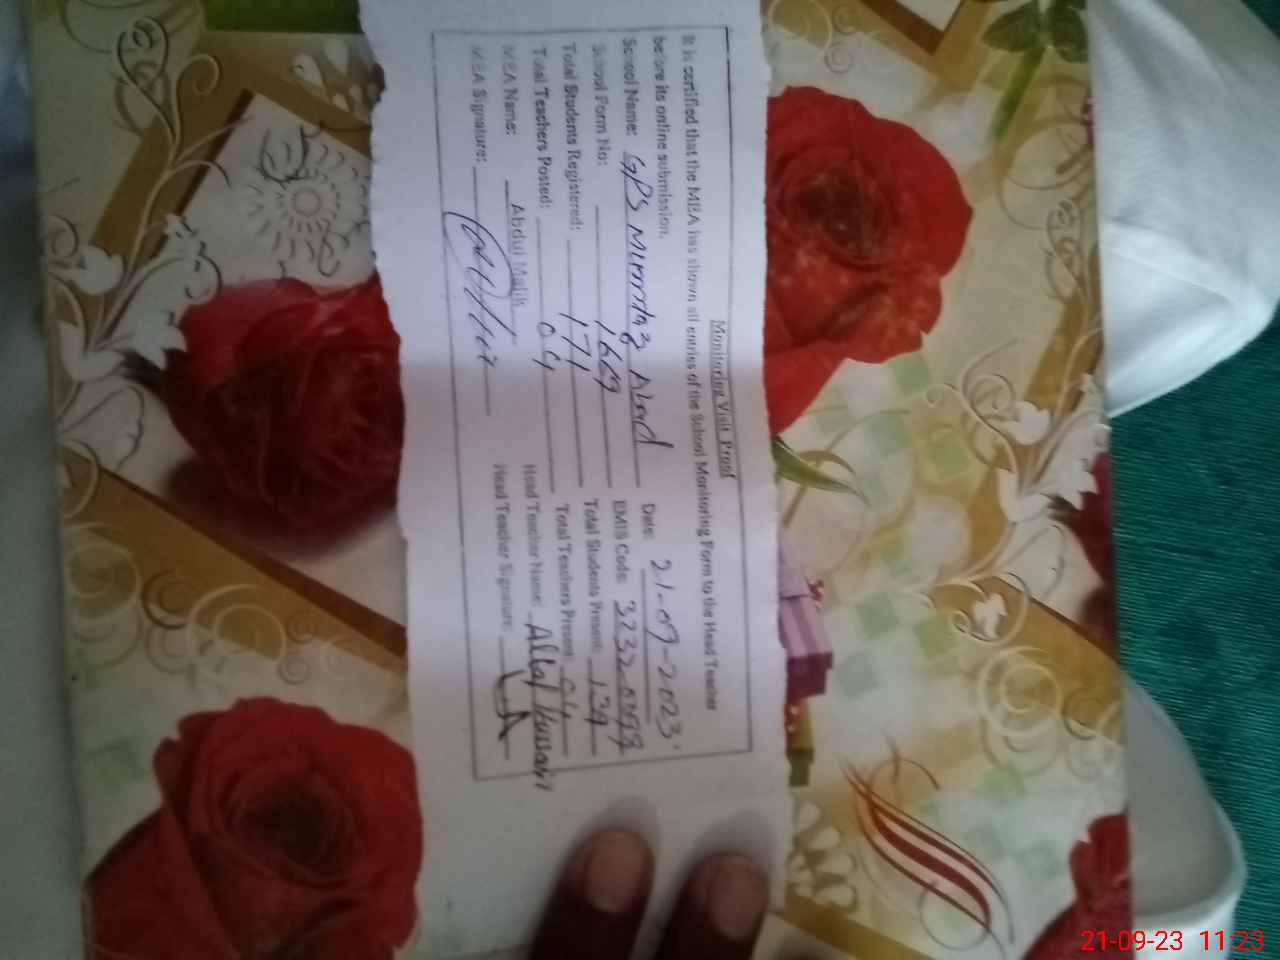 Monitoring Visit Proof
It is certified that the MEA has shown all entries of the School Monitoring Form to the Head Teacher
before its online submission.
School Name: GPS Mumtaz Abad Date: 21-09-2023.
School Form No: 1669 EMIS Code: 32320098
Total Students Registered: 171 Total Students Present: 139
Total Teachers Posted: 04 Total Teachers Present: 04
MEA Name: Abdul Malik Head Teacher Name: Altaf Hussain
MEA Signature: Head Teacher Signature:
21-09-23 11:23